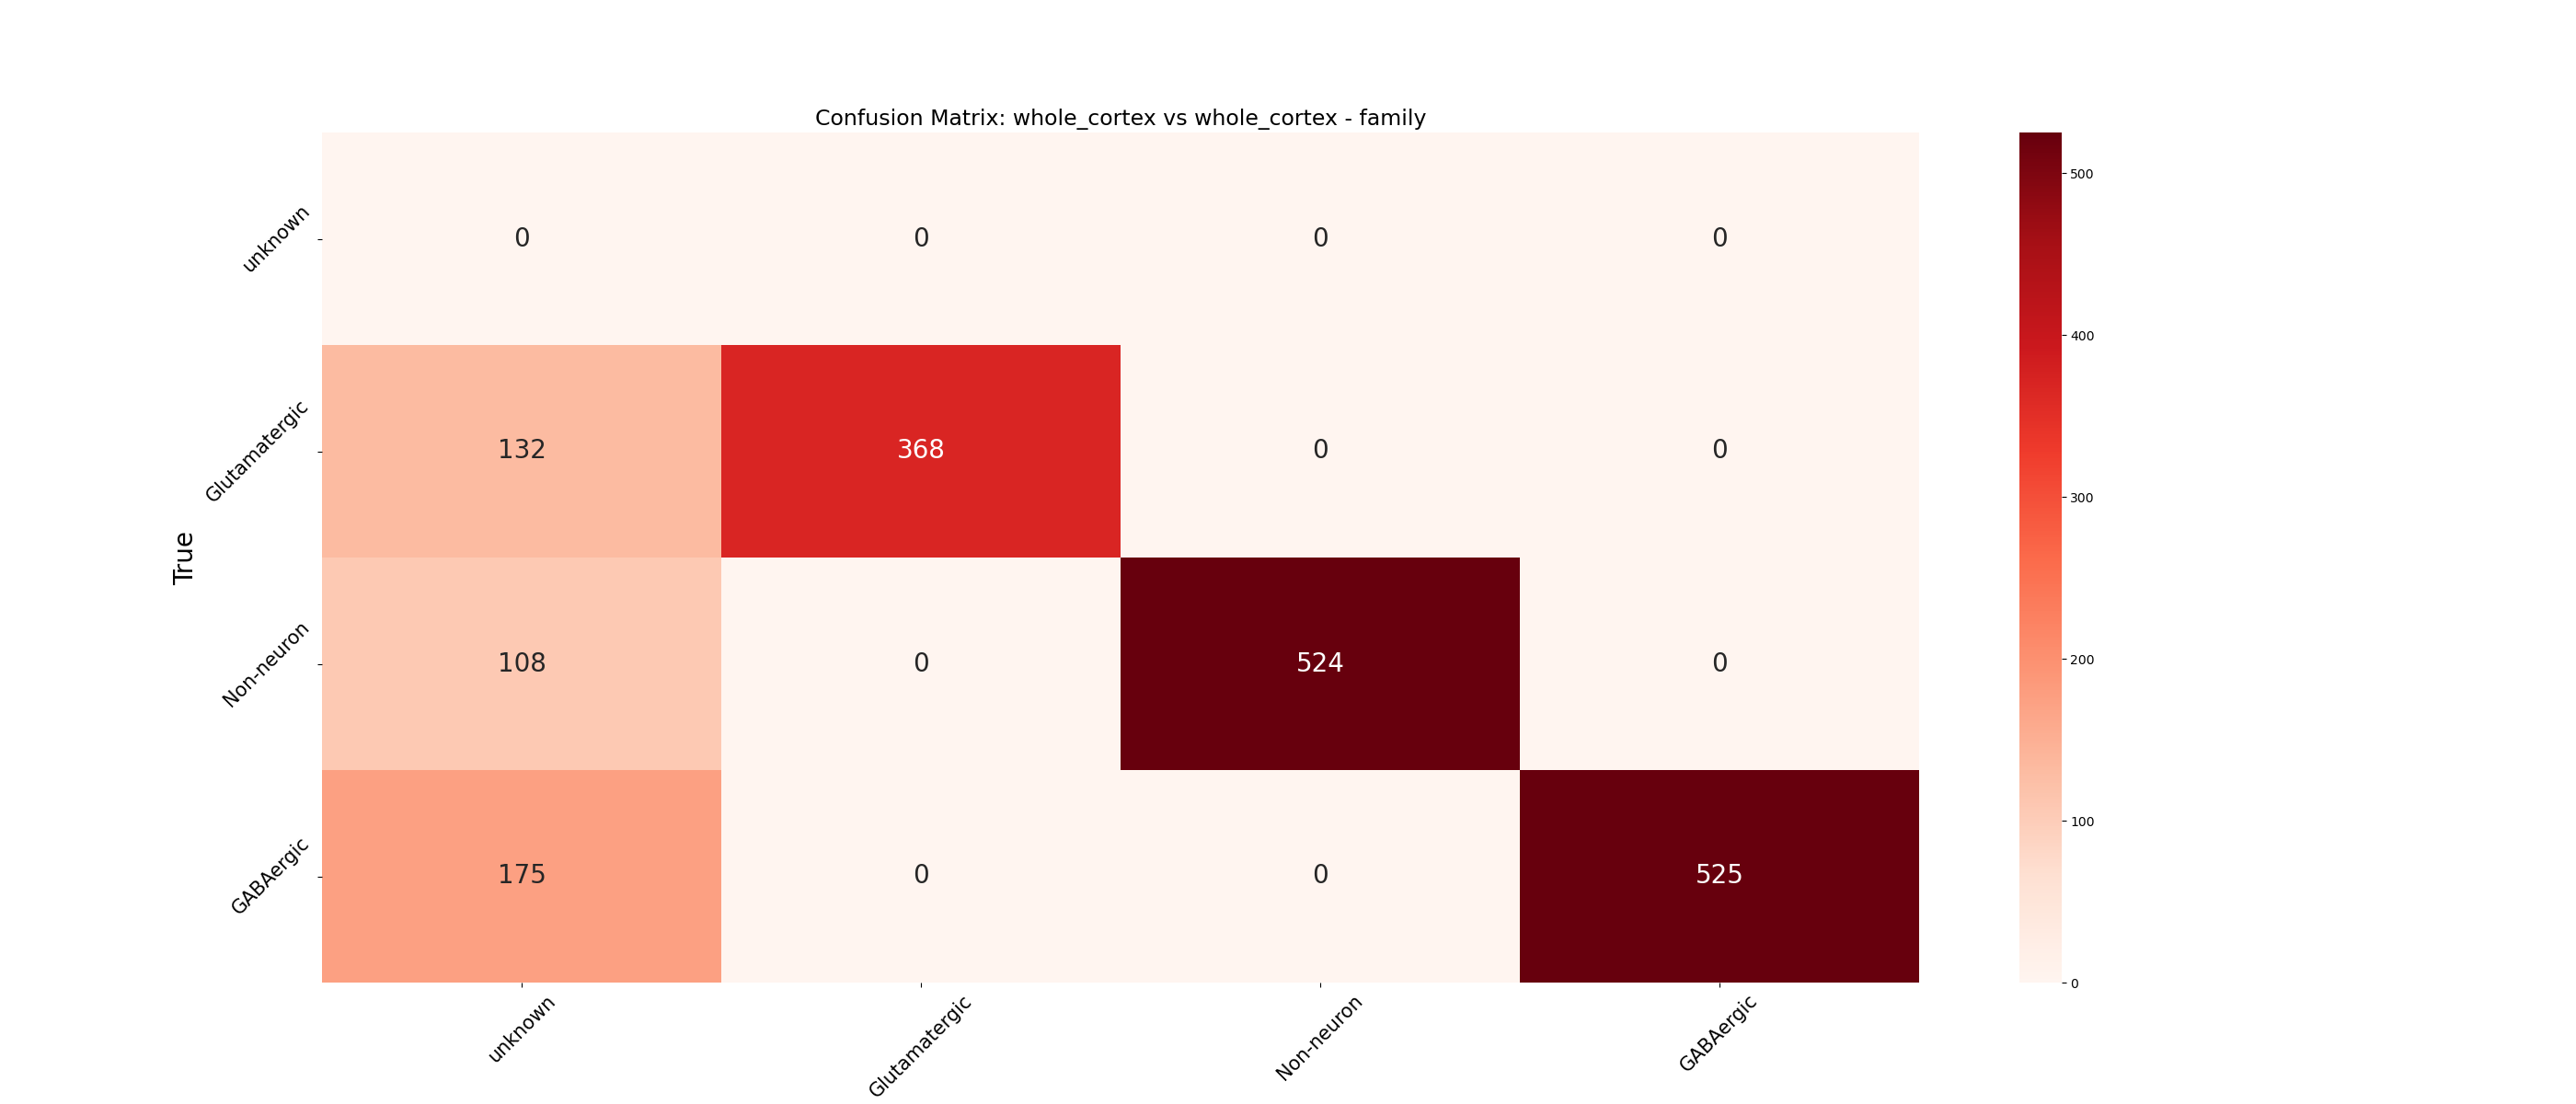 Confusion Matrix: whole_cortex vs whole_cortex - family
unknown 0 0 0 0
Glutamatergic 132 368 0 0
Non-neuron 108 0 524 0
GABAergic 175 0 0 525
True
unknown Glutamatergic Non-neuron GABAergic
500
400
300
200
100
0